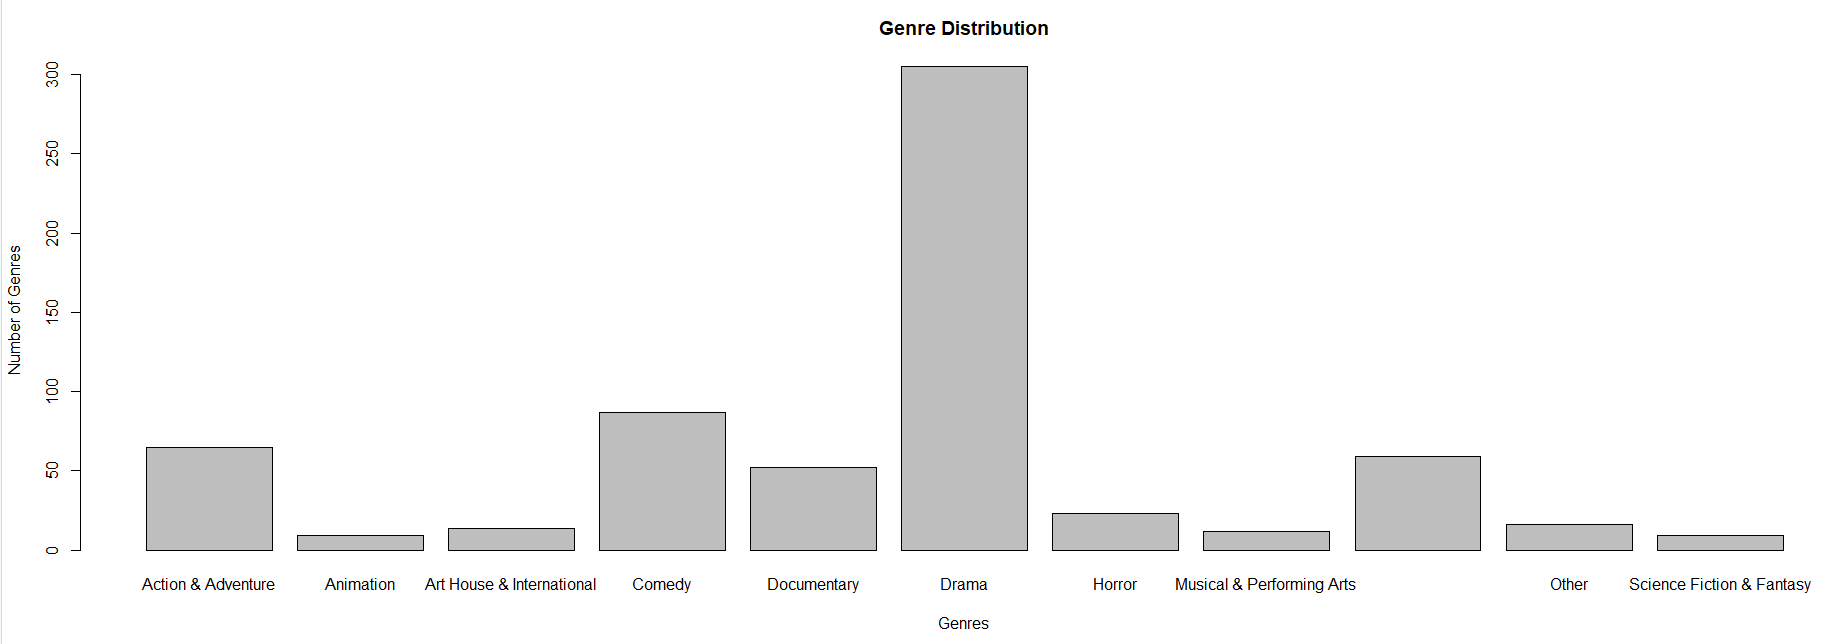 Genre Distribution
Number of Genres
300
250
200
150
100
50
0
Action & Adventure
Animation
Art House & International
Comedy
Documentary
Drama
Horror
Musical & Performing Arts
Other
Science Fiction & Fantasy
Genres